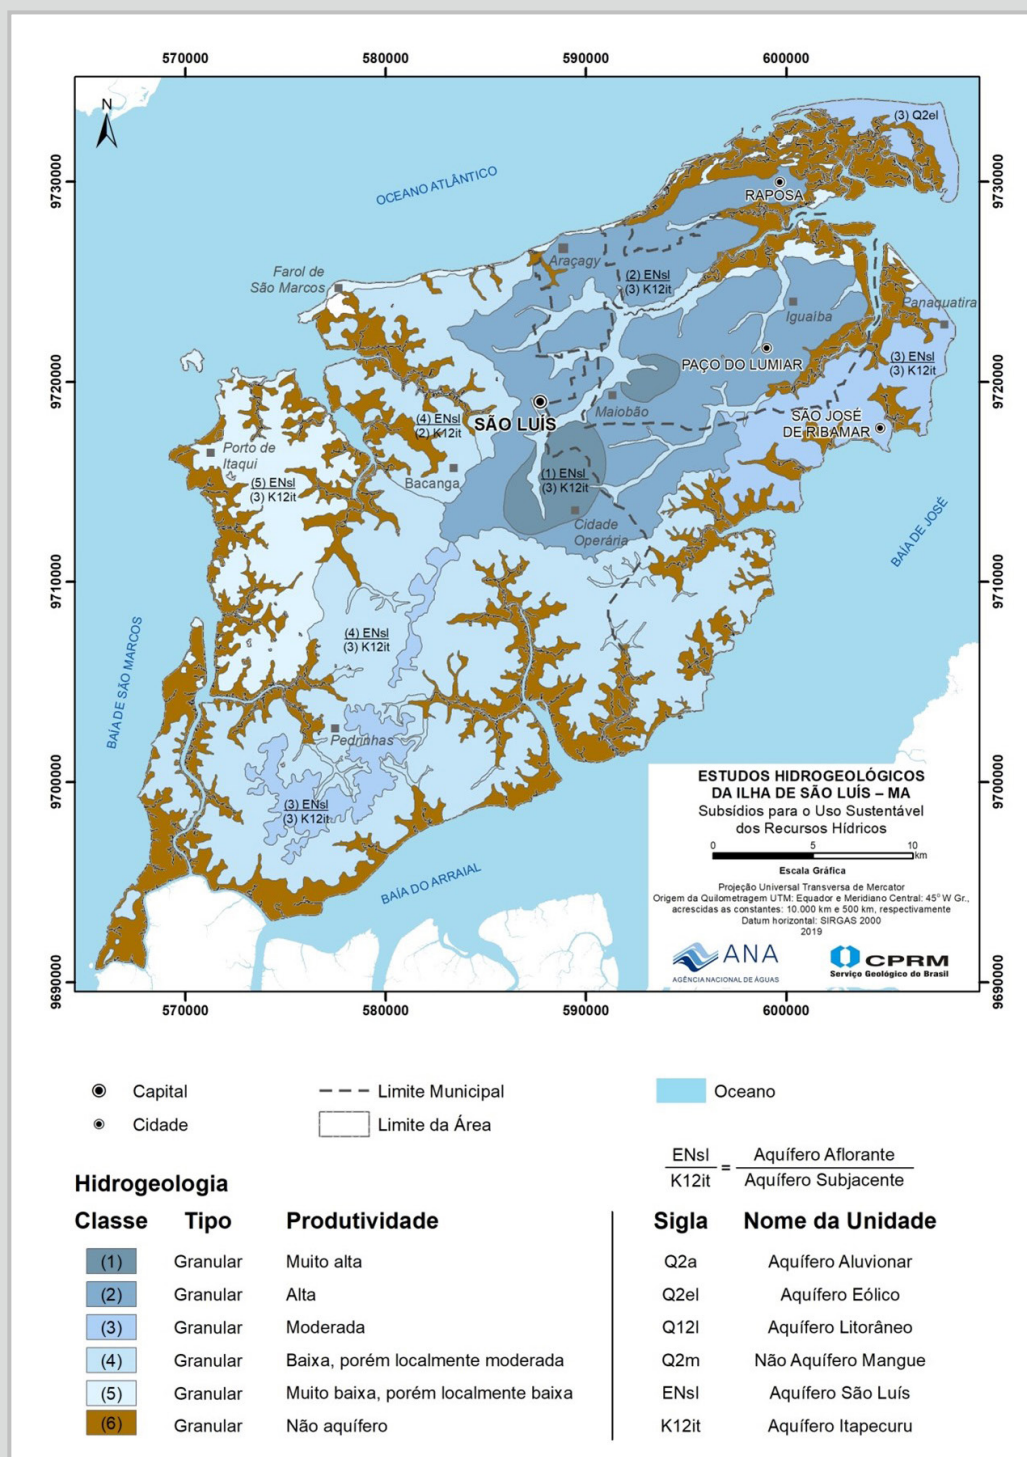 570000
580000
590000
600000
N
9730000
9720000
9710000
9700000
9690000
9730000
9720000
9710000
9700000
9690000
(3) Q2el
OCEANO ATLÂNTICO
RAPOSA
Araçagy
Farol de
São Marcos
(2) ENsl
(3) K12it
Iguaíba
Panaquatira
(3) ENsl
(3) K12it
PAÇO DO LUMIAR
Maiobão
SÃO LUÍS
SÃO JOSÉ
DE RIBAMAR
(4) ENsl
(2) K12it
Porto de
Itaqui
Bacanga
(5) ENsl
(3) K12it
(1) ENsl
(3) K12it
Cidade
Operária
BAÍA DE JOSÉ
(4) ENsl
(3) K12it
BAÍA DE SÃO MARCOS
Pedrinhas
(3) ENsl
(3) K12it
BAÍA DO ARRAIAL
ESTUDOS HIDROGEOLÓGICOS
DA ILHA DE SÃO LUÍS – MA
Subsídios para o Uso Sustentável
dos Recursos Hídricos
0 5 10
km
Escala Gráfica
Projeção Universal Transversa de Mercator
Origem da Quilometragem UTM: Equador e Meridiano Central: 45° W Gr.,
acrescidas as constantes: 10.000 km e 500 km, respectivamente
Datum horizontal: SIRGAS 2000
2019
ANA
AGÊNCIA NACIONAL DE ÁGUAS
CPRM
Serviço Geológico do Brasil
570000
580000
590000
600000
Capital
Limite Municipal
Oceano
Cidade
Limite da Área
ENsl = Aquífero Aflorante
K12it Aquífero Subjacente
Hidrogeologia
Classe Tipo Produtividade
(1) Granular Muito alta
(2) Granular Alta
(3) Granular Moderada
(4) Granular Baixa, porém localmente moderada
(5) Granular Muito baixa, porém localmente baixa
(6) Granular Não aquífero
Sigla Nome da Unidade
Q2a Aquífero Aluvionar
Q2el Aquífero Eólico
Q12l Aquífero Litorâneo
Q2m Não Aquífero Mangue
ENsl Aquífero São Luís
K12it Aquífero Itapecuru